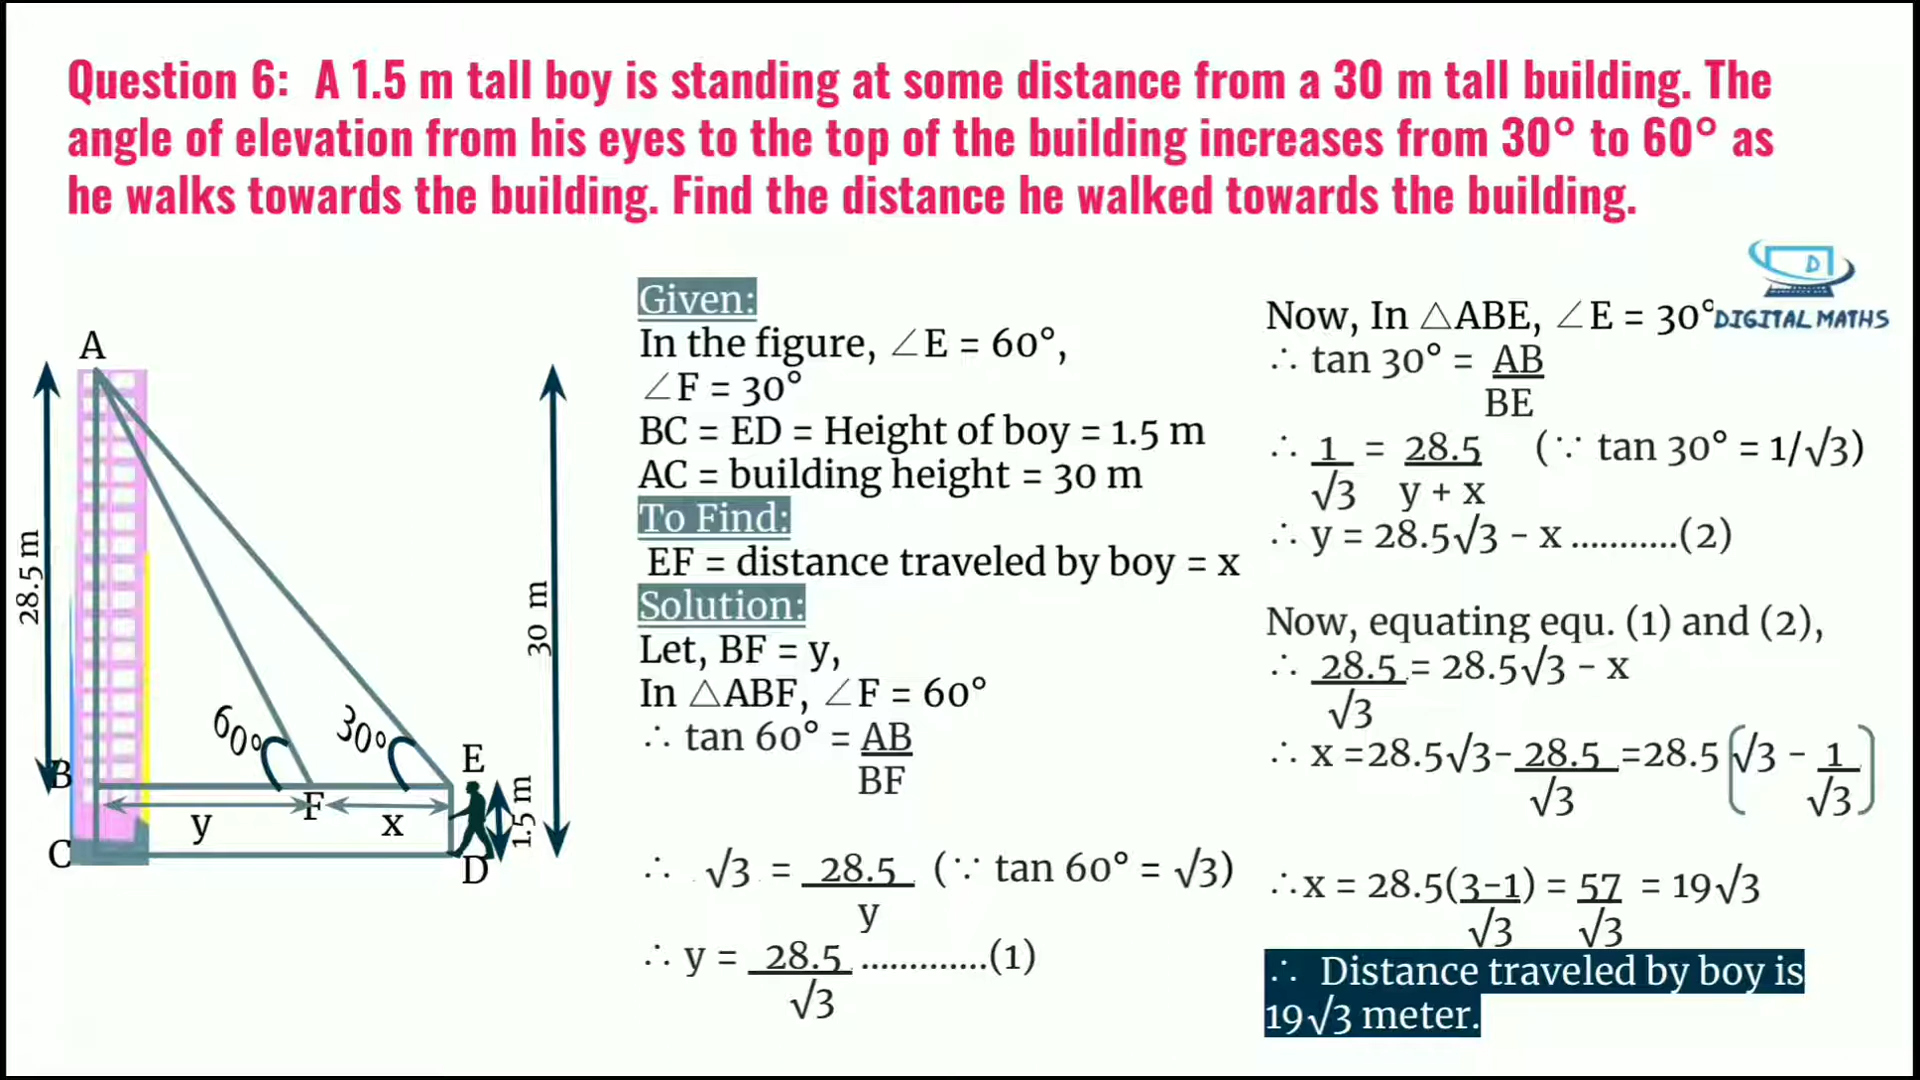 Question 6: A 1.5 m tall boy is standing at some distance from a 30 m tall building. The
angle of elevation from his eyes to the top of the building increases from 30° to 60° as
he walks towards the building. Find the distance he walked towards the building.
A
28.5 m
30 m
60°
30°
B
E
F
y
x
1.5 m
C
D
Given:
In the figure, ∠E = 60°,
∠F = 30°
BC = ED = Height of boy = 1.5 m
AC = building height = 30 m
To Find:
EF = distance traveled by boy = x
Solution:
Let, BF = y,
In △ABF, ∠F = 60°
∴ tan 60° = AB
BF
∴ √3 = 28.5 (∵ tan 60° = √3)
y
∴ y = 28.5 .............(1)
√3
D
DIGITAL MATHS
Now, In △ABE, ∠E = 30°
∴ tan 30° = AB
BE
∴ 1 = 28.5 (∵ tan 30° = 1/√3)
√3 y + x
∴ y = 28.5√3 - x ...........(2)
Now, equating equ. (1) and (2),
∴ 28.5 = 28.5√3 - x
√3
∴ x =28.5√3- 28.5 =28.5 (√3 - 1)
√3 √3
∴x = 28.5(3-1) = 57 = 19√3
√3 √3
∴ Distance traveled by boy is
19√3 meter.